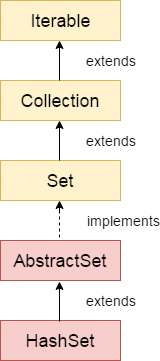 Iterable
extends
Collection
extends
Set
implements
AbstractSet
extends
HashSet